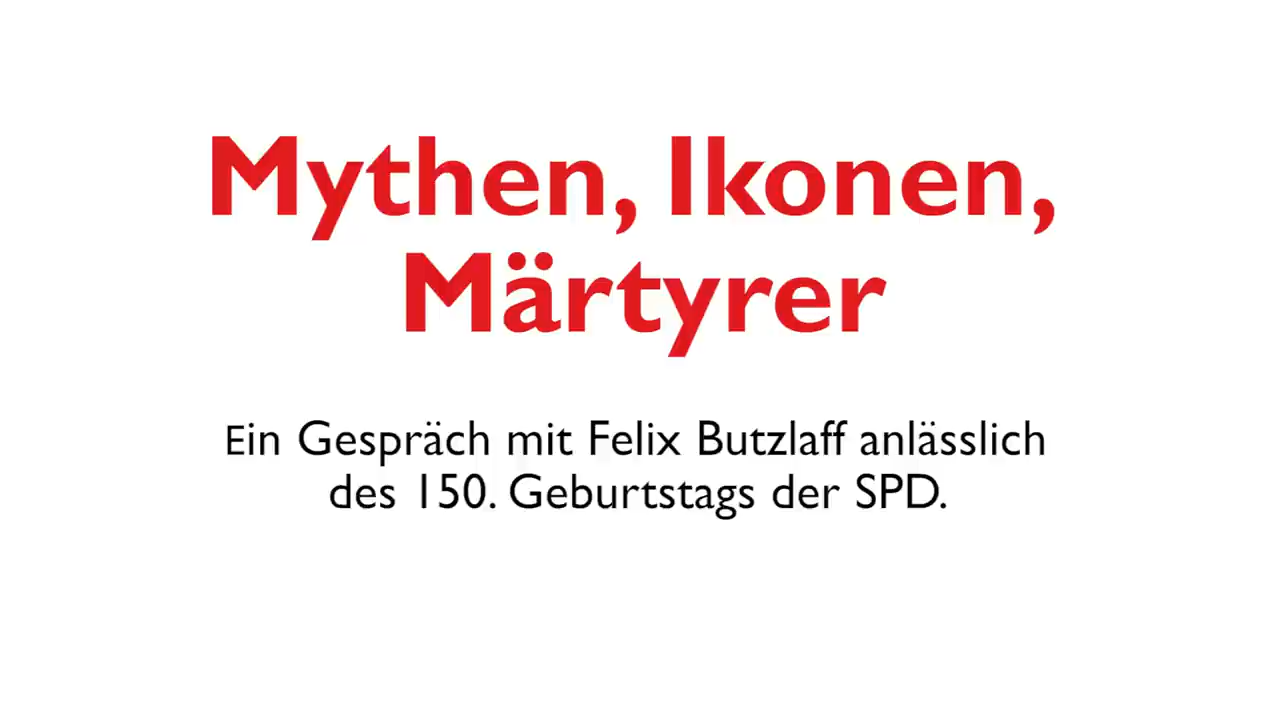 Mythen, Ikonen,
Märtyrer
Ein Gespräch mit Felix Butzlaff anlässlich
des 150. Geburtstags der SPD.